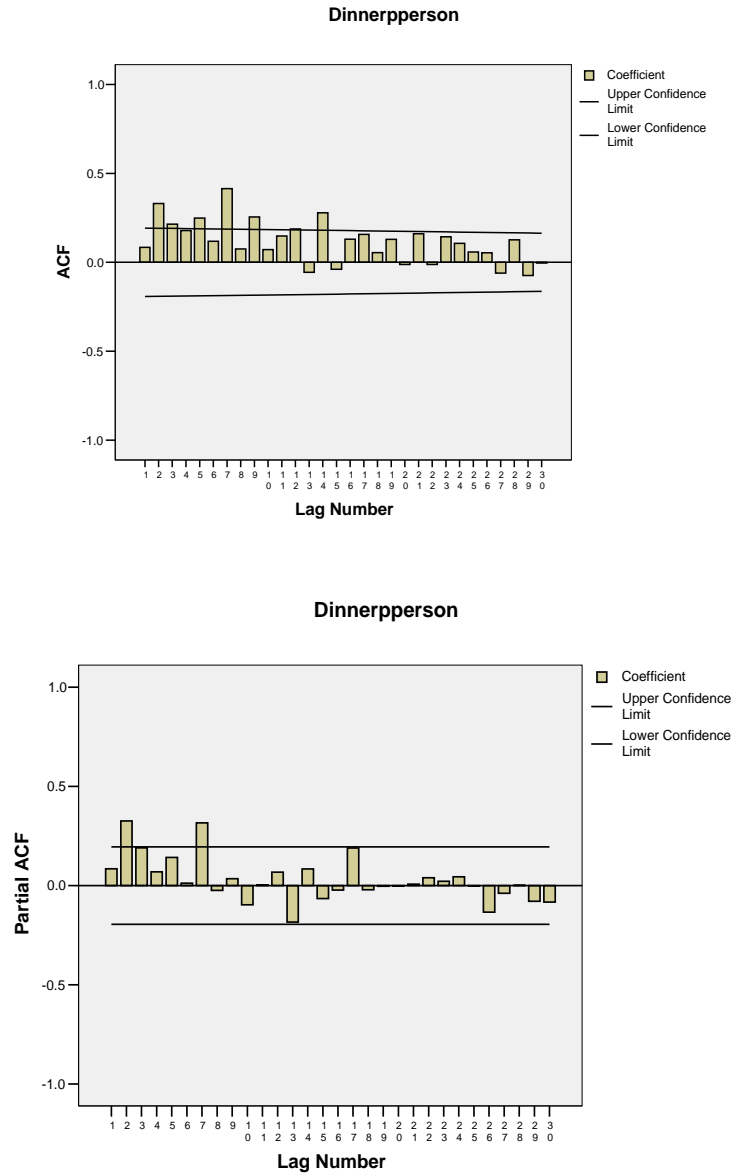 Dinnerpperson
1.0
0.5
0.0
-0.5
-1.0
ACF
1 2 3 4 5 6 7 8 9 10 11 12 13 14 15 16 17 18 19 20 21 22 23 24 25 26 27 28 29 30
Lag Number
Coefficient
Upper Confidence
Limit
Lower Confidence
Limit
Dinnerpperson
1.0
0.5
0.0
-0.5
-1.0
Partial ACF
1 2 3 4 5 6 7 8 9 10 11 12 13 14 15 16 17 18 19 20 21 22 23 24 25 26 27 28 29 30
Lag Number
Coefficient
Upper Confidence
Limit
Lower Confidence
Limit